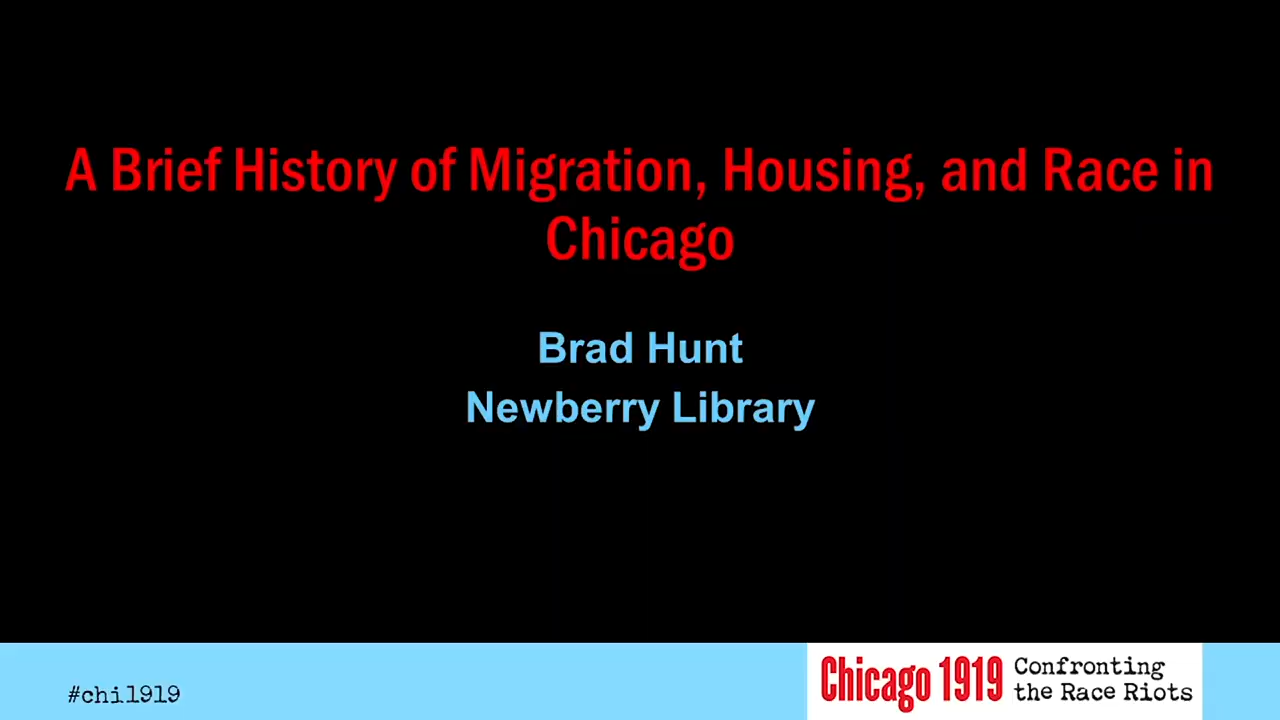 A Brief History of Migration, Housing, and Race in
Chicago
Brad Hunt
Newberry Library
#chi1919
Chicago 1919 Confronting
the Race Riots